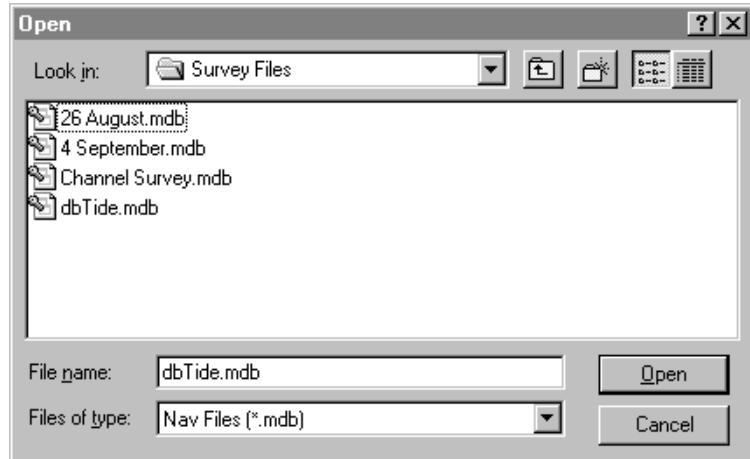 Open
Look in: Survey Files
26 August.mdb
4 September.mdb
Channel Survey.mdb
dbTide.mdb
File name: dbTide.mdb Open
Files of type: Nav Files (*.mdb) Cancel